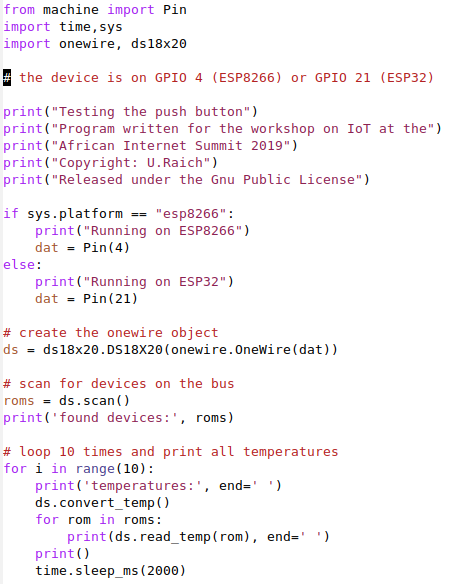 from machine import Pin
import time,sys
import onewire, ds18x20
# the device is on GPIO 4 (ESP8266) or GPIO 21 (ESP32)
print("Testing the push button")
print("Program written for the workshop on IoT at the")
print("African Internet Summit 2019")
print("Copyright: U.Raich")
print("Released under the Gnu Public License")
if sys.platform == "esp8266":
    print("Running on ESP8266")
    dat = Pin(4)
else:
    print("Running on ESP32")
    dat = Pin(21)
# create the onewire object
ds = ds18x20.DS18X20(onewire.OneWire(dat))
# scan for devices on the bus
roms = ds.scan()
print('found devices:', roms)
# loop 10 times and print all temperatures
for i in range(10):
    print('temperatures:', end=' ')
    ds.convert_temp()
    for rom in roms:
        print(ds.read_temp(rom), end=' ')
    print()
    time.sleep_ms(2000)